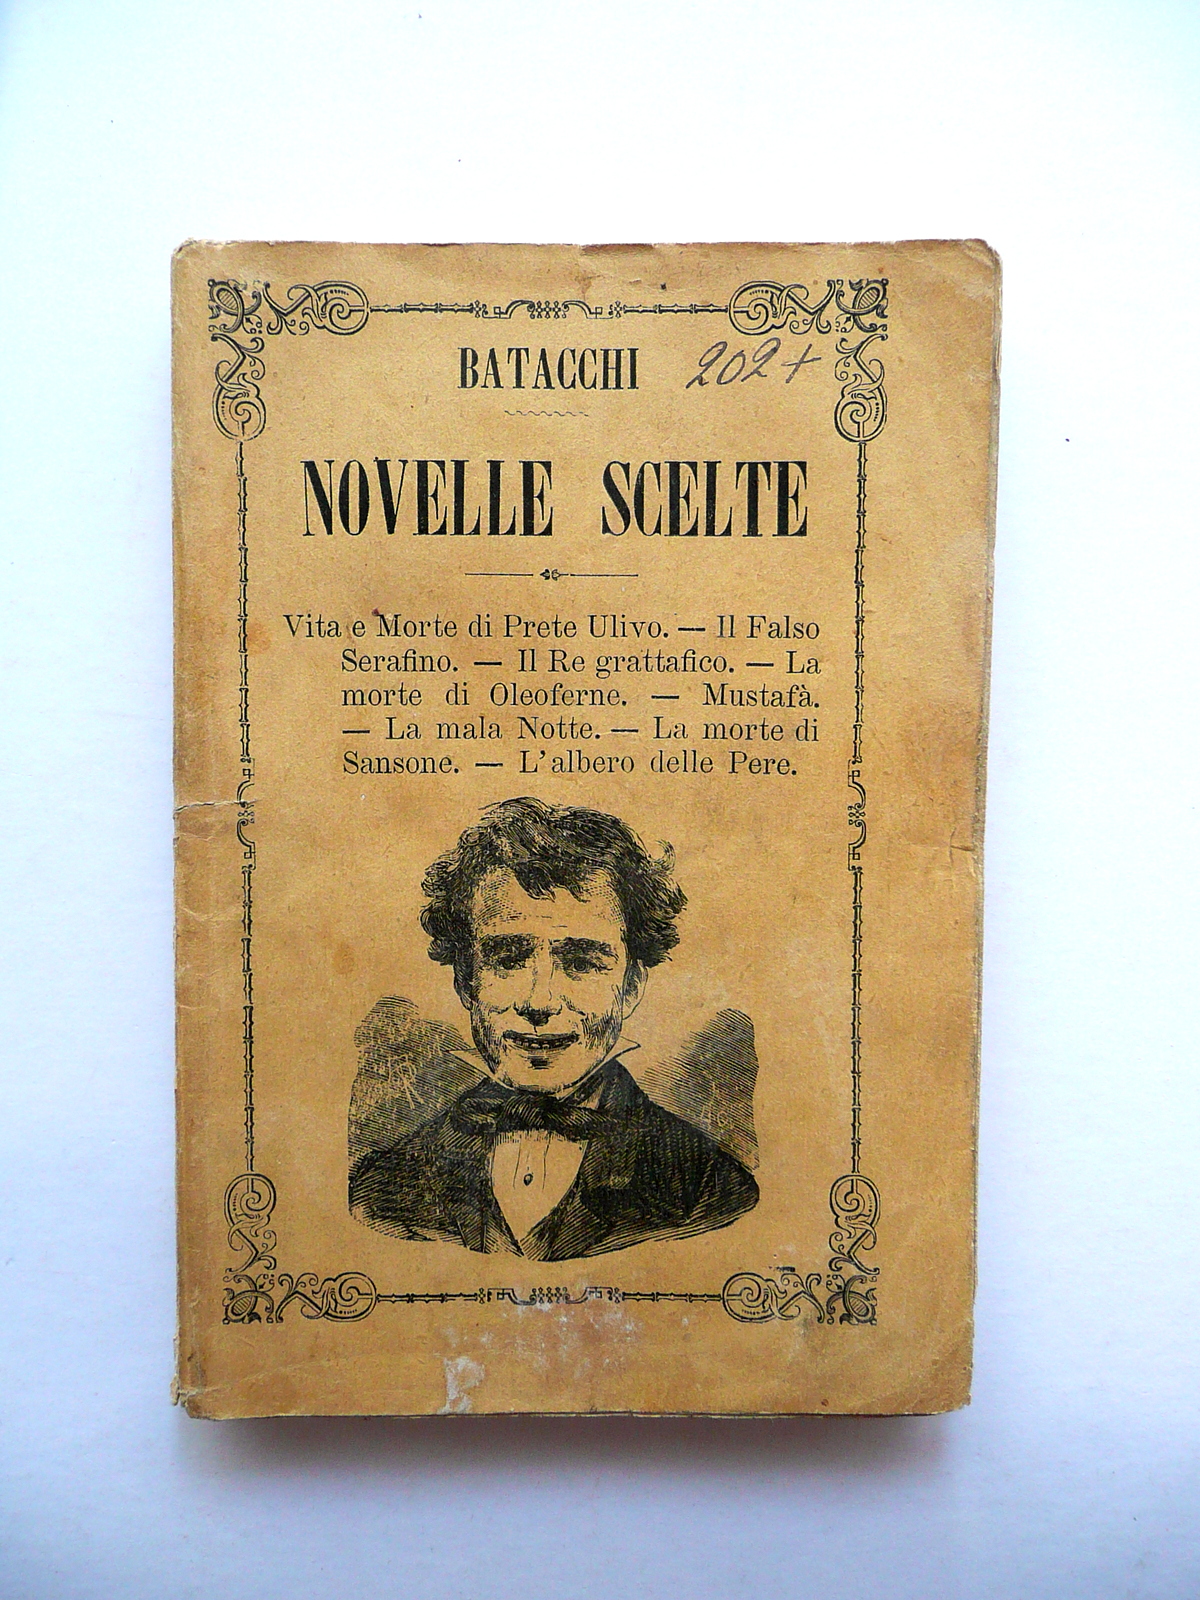 BATACCHI 202+
NOVELLE SCELTE
Vita e Morte di Prete Ulivo. — Il Falso
Serafino. — Il Re grattafico. — La
morte di Oleoferne. — Mustafà.
— La mala Notte. — La morte di
Sansone. — L'albero delle Pere.